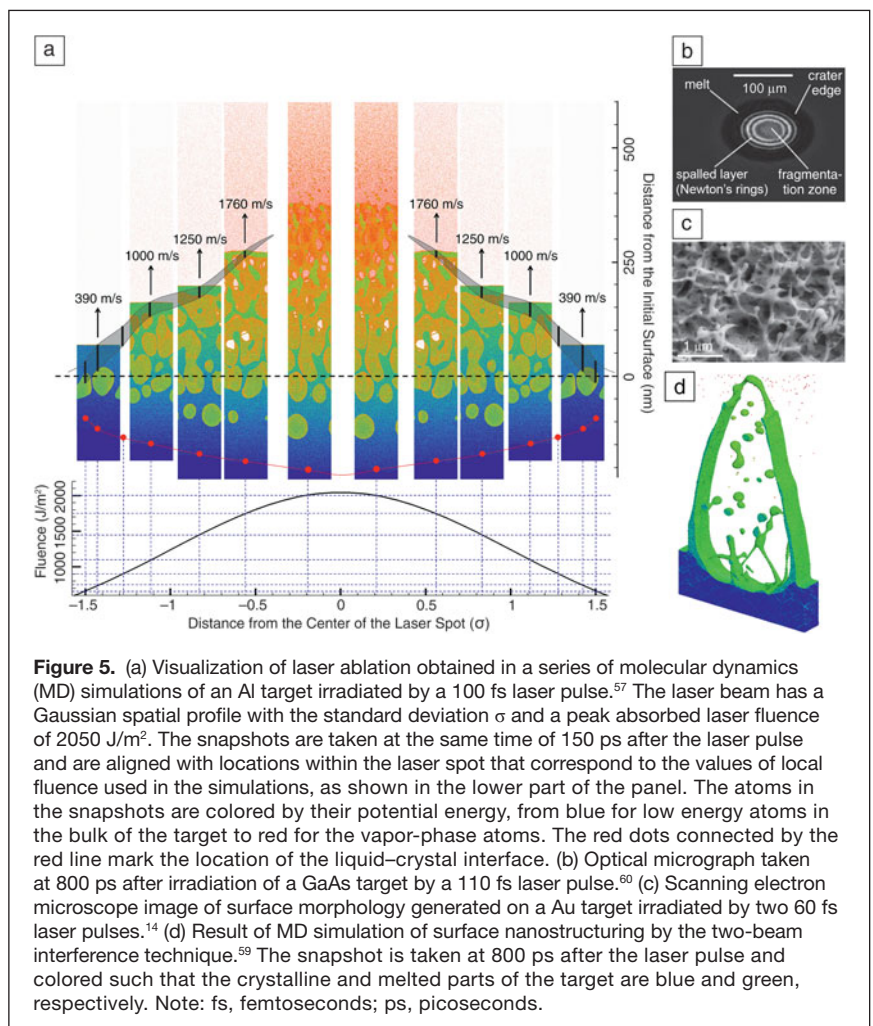 a
1760 m/s
1760 m/s
1250 m/s
1250 m/s
1000 m/s
1000 m/s
390 m/s
390 m/s
500
250
0
Distance from the Initial Surface (nm)
Fluence (J/m²)
2000
1500
1000
−1.5 −1 −0.5 0 0.5 1 1.5
Distance from the Center of the Laser Spot (σ)
b
100 μm
melt
crater
edge
spalled layer
(Newton's rings)
fragmenta-
tion zone
c
1 μm
d
Figure 5. (a) Visualization of laser ablation obtained in a series of molecular dynamics
(MD) simulations of an Al target irradiated by a 100 fs laser pulse.⁵⁷ The laser beam has a
Gaussian spatial profile with the standard deviation σ and a peak absorbed laser fluence
of 2050 J/m². The snapshots are taken at the same time of 150 ps after the laser pulse
and are aligned with locations within the laser spot that correspond to the values of local
fluence used in the simulations, as shown in the lower part of the panel. The atoms in
the snapshots are colored by their potential energy, from blue for low energy atoms in
the bulk of the target to red for the vapor-phase atoms. The red dots connected by the
red line mark the location of the liquid–crystal interface. (b) Optical micrograph taken
at 800 ps after irradiation of a GaAs target by a 110 fs laser pulse.⁶⁰ (c) Scanning electron
microscope image of surface morphology generated on a Au target irradiated by two 60 fs
laser pulses.¹⁴ (d) Result of MD simulation of surface nanostructuring by the two-beam
interference technique.⁵⁹ The snapshot is taken at 800 ps after the laser pulse and
colored such that the crystalline and melted parts of the target are blue and green,
respectively. Note: fs, femtoseconds; ps, picoseconds.